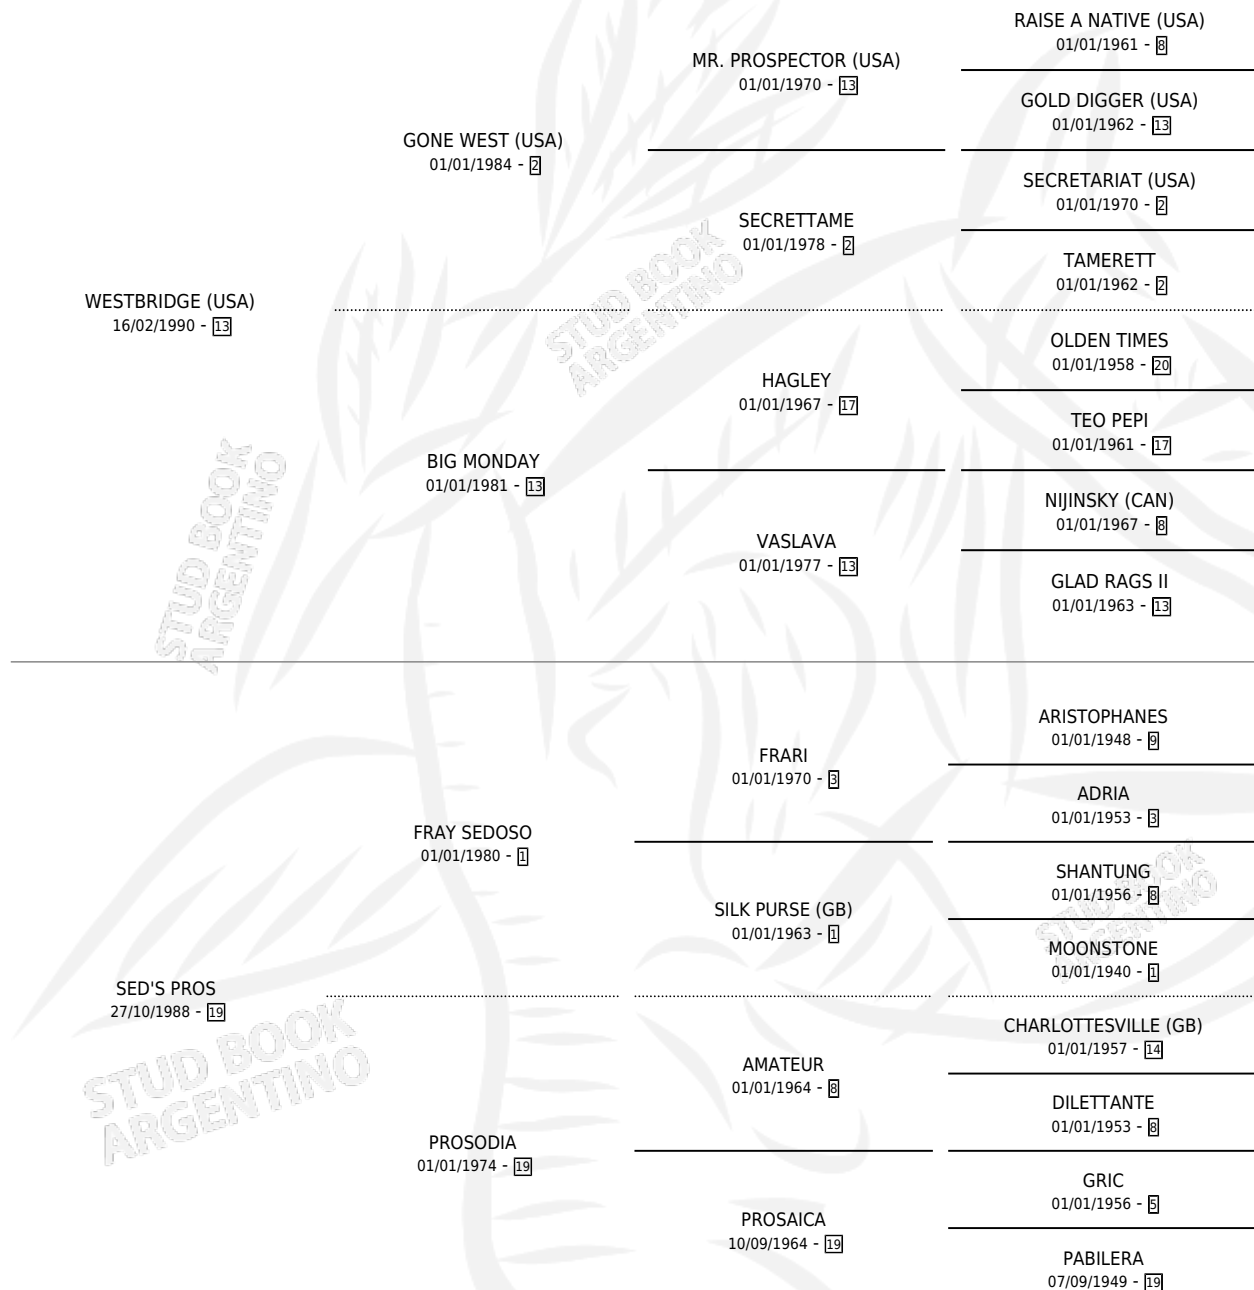 RAISE A NATIVE (USA)
01/01/1961 - 8
MR. PROSPECTOR (USA)
01/01/1970 - 13
GOLD DIGGER (USA)
01/01/1962 - 13
GONE WEST (USA)
01/01/1984 - 2
SECRETARIAT (USA)
01/01/1970 - 2
SECRETTAME
01/01/1978 - 2
TAMERETT
01/01/1962 - 2
WESTBRIDGE (USA)
16/02/1990 - 13
OLDEN TIMES
01/01/1958 - 20
HAGLEY
01/01/1967 - 17
TEO PEPI
01/01/1961 - 17
BIG MONDAY
01/01/1981 - 13
NIJINSKY (CAN)
01/01/1967 - 8
VASLAVA
01/01/1977 - 13
GLAD RAGS II
01/01/1963 - 13
ARISTOPHANES
01/01/1948 - 9
FRARI
01/01/1970 - 3
ADRIA
01/01/1953 - 3
FRAY SEDOSO
01/01/1980 - 1
SHANTUNG
01/01/1956 - 8
SILK PURSE (GB)
01/01/1963 - 1
MOONSTONE
01/01/1940 - 1
SED'S PROS
27/10/1988 - 19
CHARLOTTESVILLE (GB)
01/01/1957 - 14
AMATEUR
01/01/1964 - 8
DILETTANTE
01/01/1953 - 8
PROSODIA
01/01/1974 - 19
GRIC
01/01/1956 - 5
PROSAICA
10/09/1964 - 19
PABILERA
07/09/1949 - 19
STUD BOOK
ARGENTINO
STUD BOOK
ARGENTINO
STUD BOOK
ARGENTINO
STUD BOOK
ARGENTINO